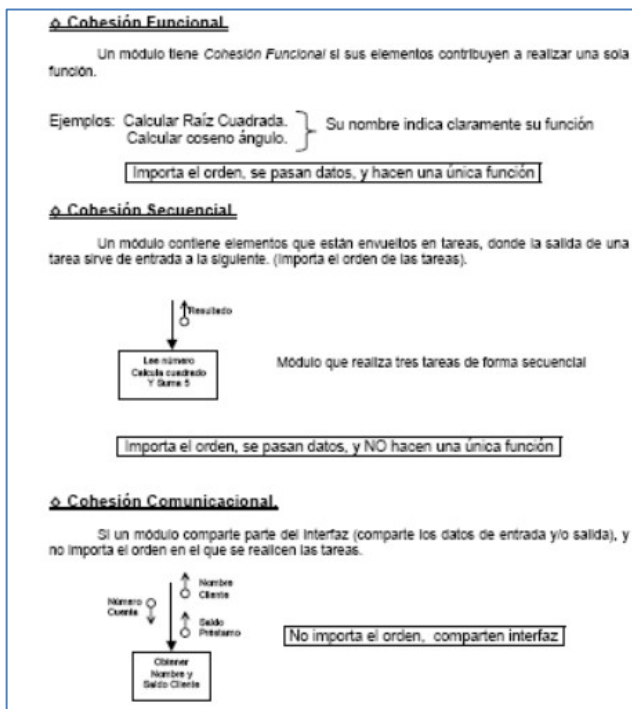 ◊ Cohesión Funcional.
Un módulo tiene Cohesión Funcional si sus elementos contribuyen a realizar una sola
función.
Ejemplos: Calcular Raíz Cuadrada.
Calcular coseno ángulo.
Su nombre indica claramente su función
Importa el orden, se pasan datos, y hacen una única función
◊ Cohesión Secuencial.
Un módulo contiene elementos que están envueltos en tareas, donde la salida de una
tarea sirve de entrada a la siguiente. (Importa el orden de las tareas).
Resultado
Lee número
Calcula cuadrado
Y Suma 5
Módulo que realiza tres tareas de forma secuencial
Importa el orden, se pasan datos, y NO hacen una única función
◊ Cohesión Comunicacional.
Si un módulo comparte parte del interfaz (comparte los datos de entrada y/o salida), y
no importa el orden en el que se realicen las tareas.
Número
Cuenta
Nombre
Cliente
Saldo
Préstamo
Obtener
Nombre y
Saldo Cliente
No importa el orden, comparten interfaz